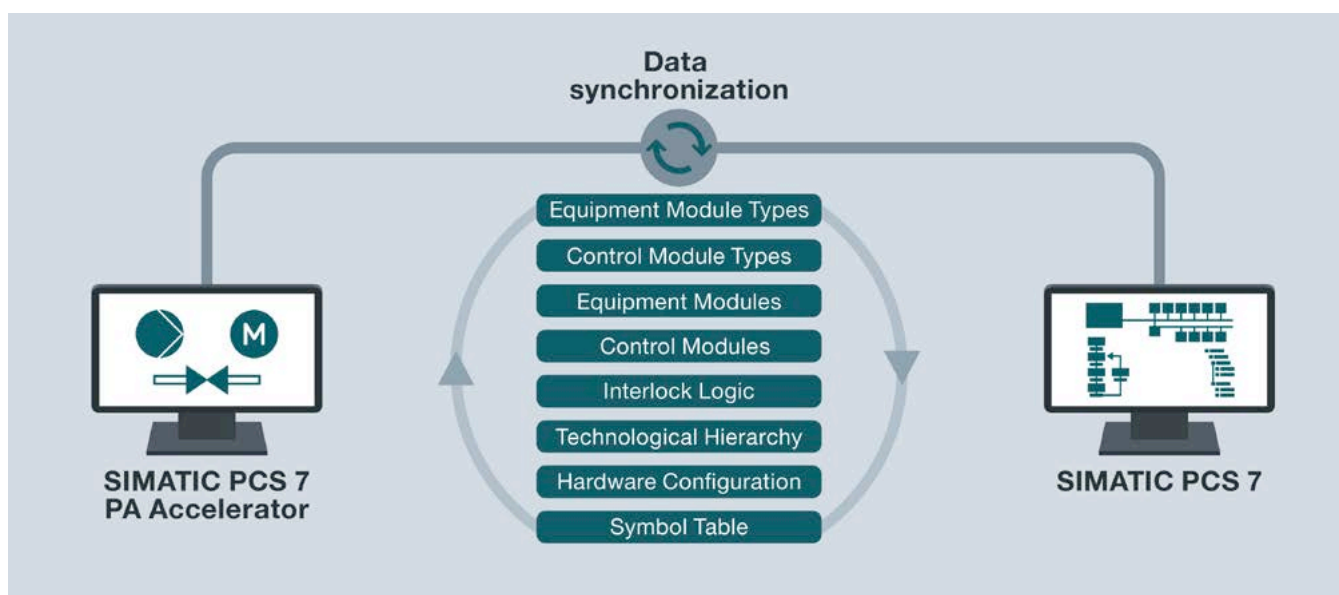 Data
synchronization
Equipment Module Types
Control Module Types
Equipment Modules
Control Modules
Interlock Logic
Technological Hierarchy
Hardware Configuration
Symbol Table
M
SIMATIC PCS 7
PA Accelerator
SIMATIC PCS 7